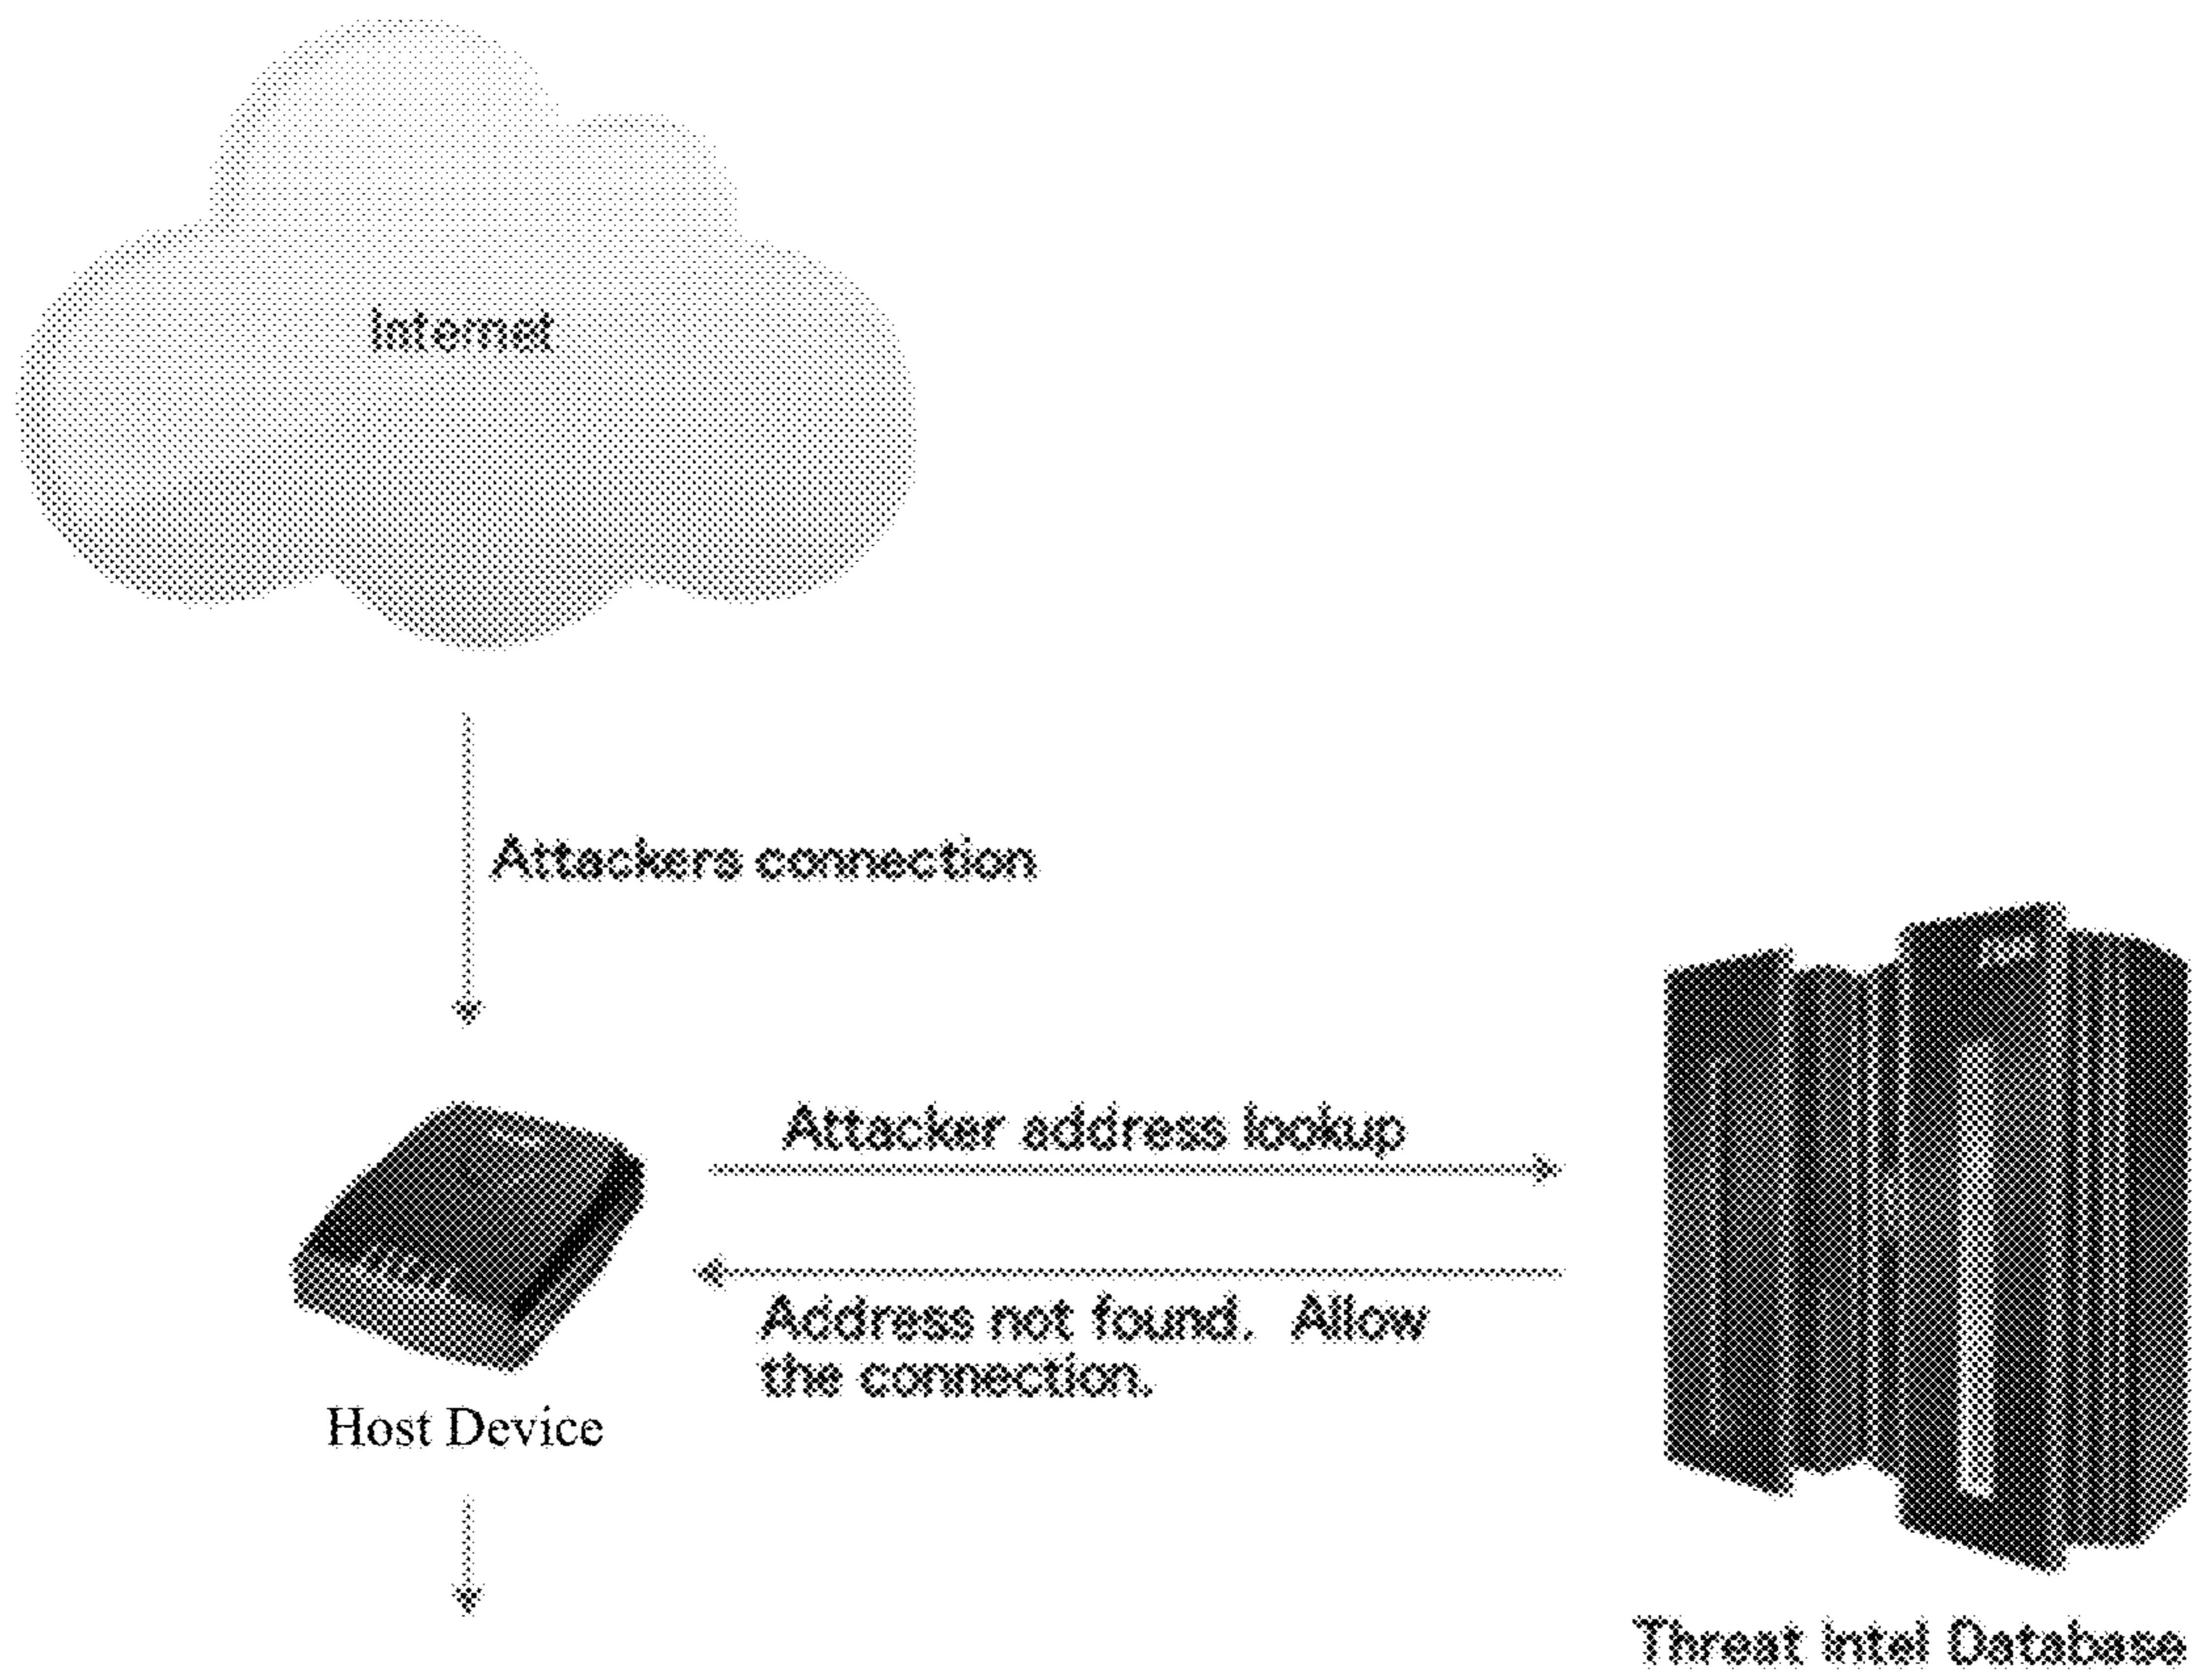 Internet
Attackers connection
Attacker address lookup
Address not found.  Allow
the connection.
Host Device
Threat Intel Database